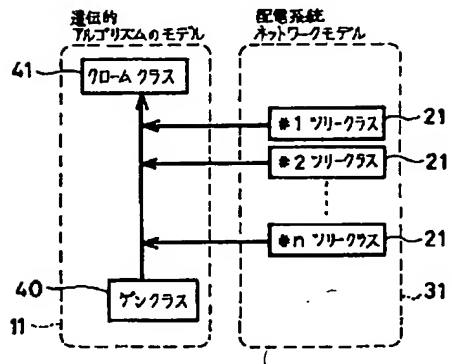 遺伝的
アルゴリズムのモデル
配電系統
ネットワークモデル
41
クロームクラス
#1 ツリークラス
21
#2 ツリークラス
21
#n ツリークラス
21
40
ゲンクラス
11
31